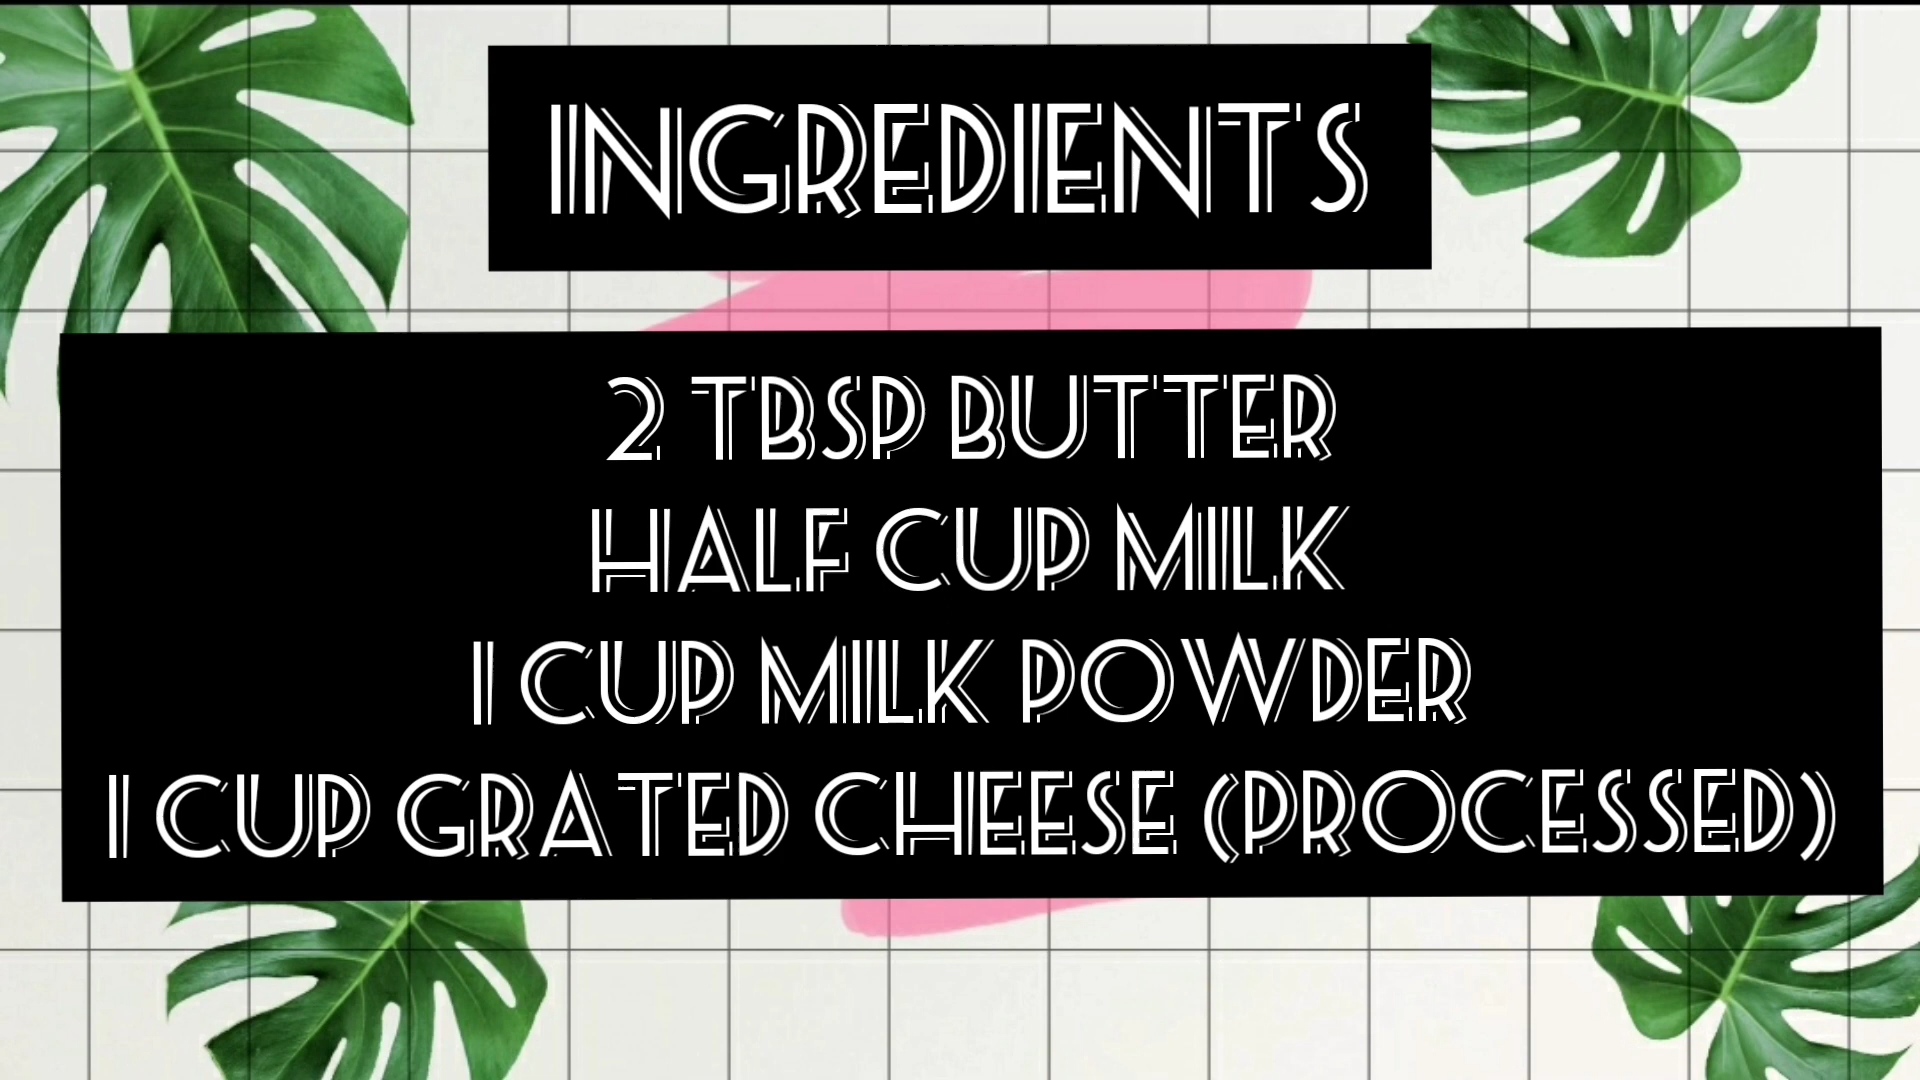 INGREDIENTS
2 TBSP BUTTER
HALF CUP MILK
1 CUP MILK POWDER
1 CUP GRATED CHEESE (PROCESSED)